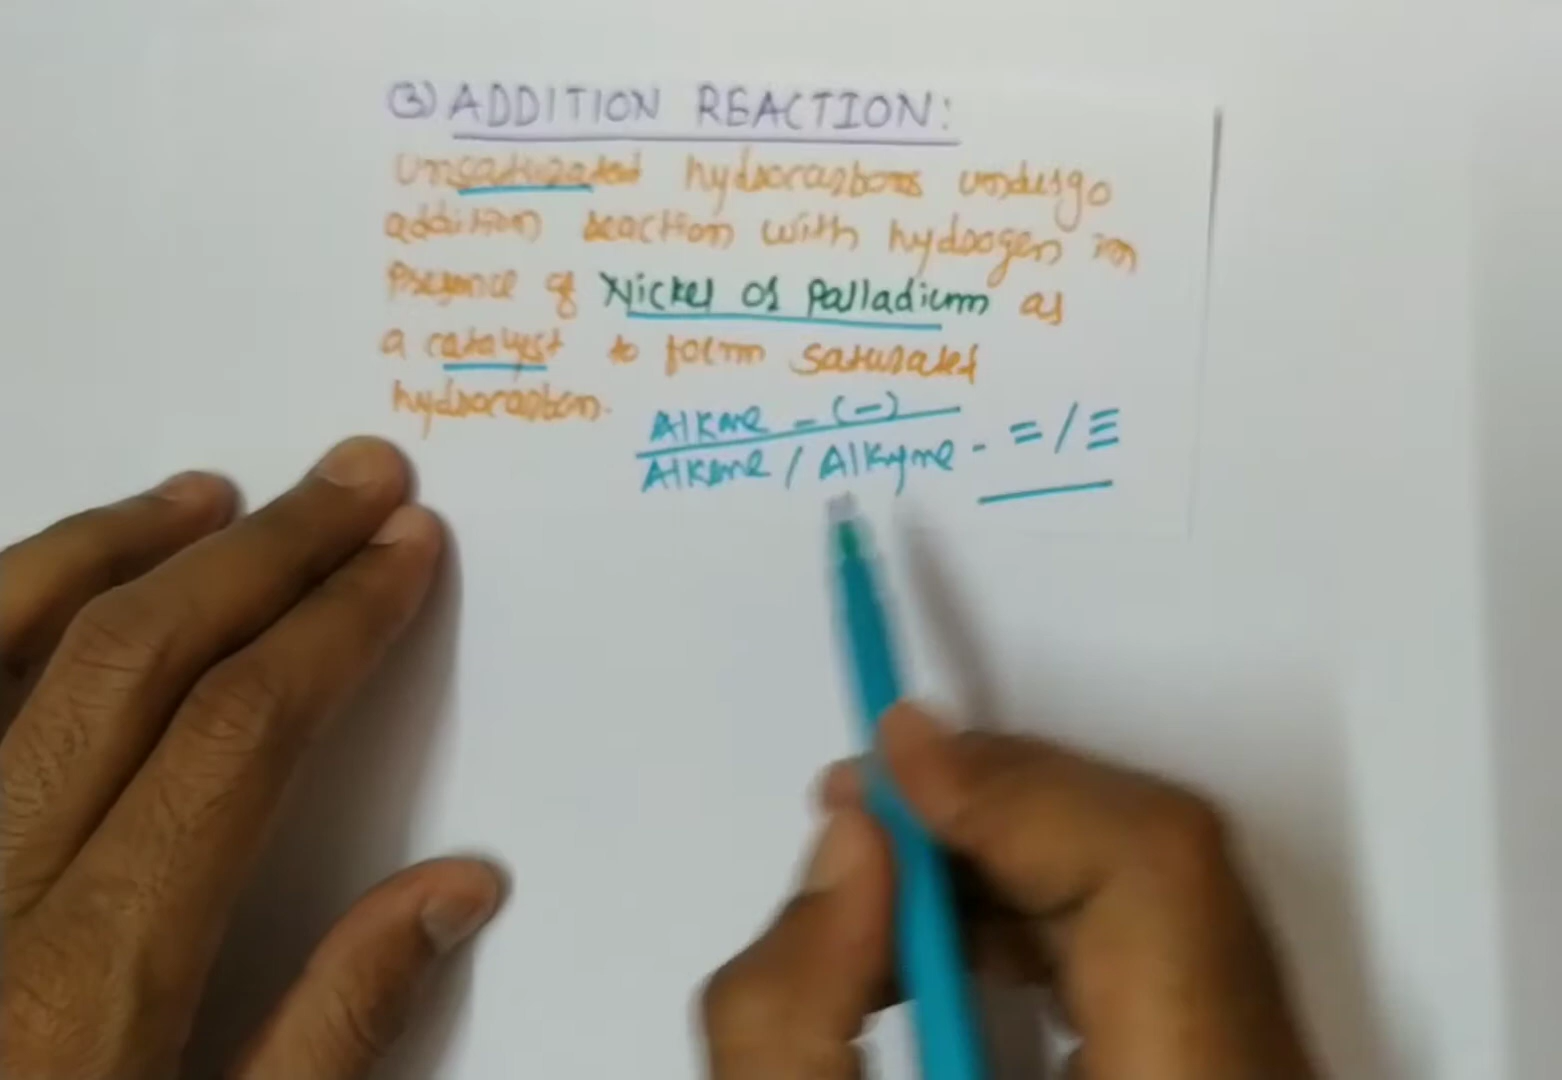 ③ ADDITION REACTION:
Unsaturated hydrocarbons undergo
addition reaction with hydrogen in
Presence of Nickel or Palladium as
a catalyst to form saturated
hydrocarbon.
Alkane - (-)
Alkene / Alkyne - = / ≡